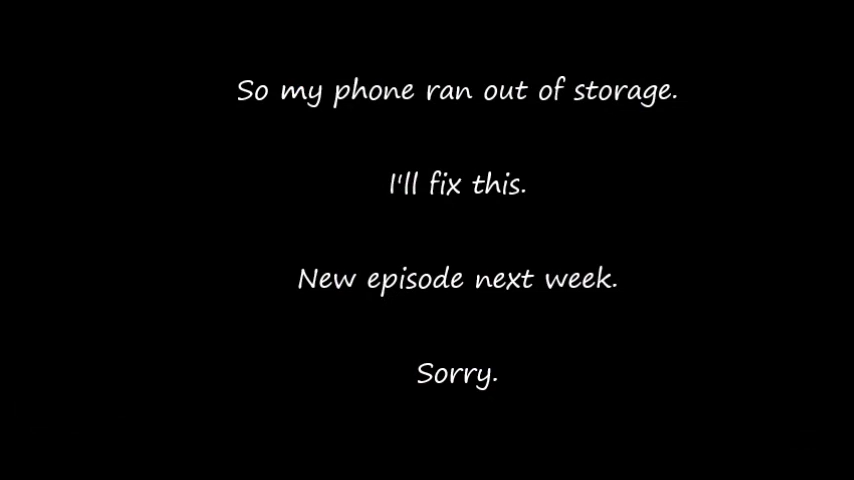 So my phone ran out of storage.
I'll fix this.
New episode next week.
Sorry.